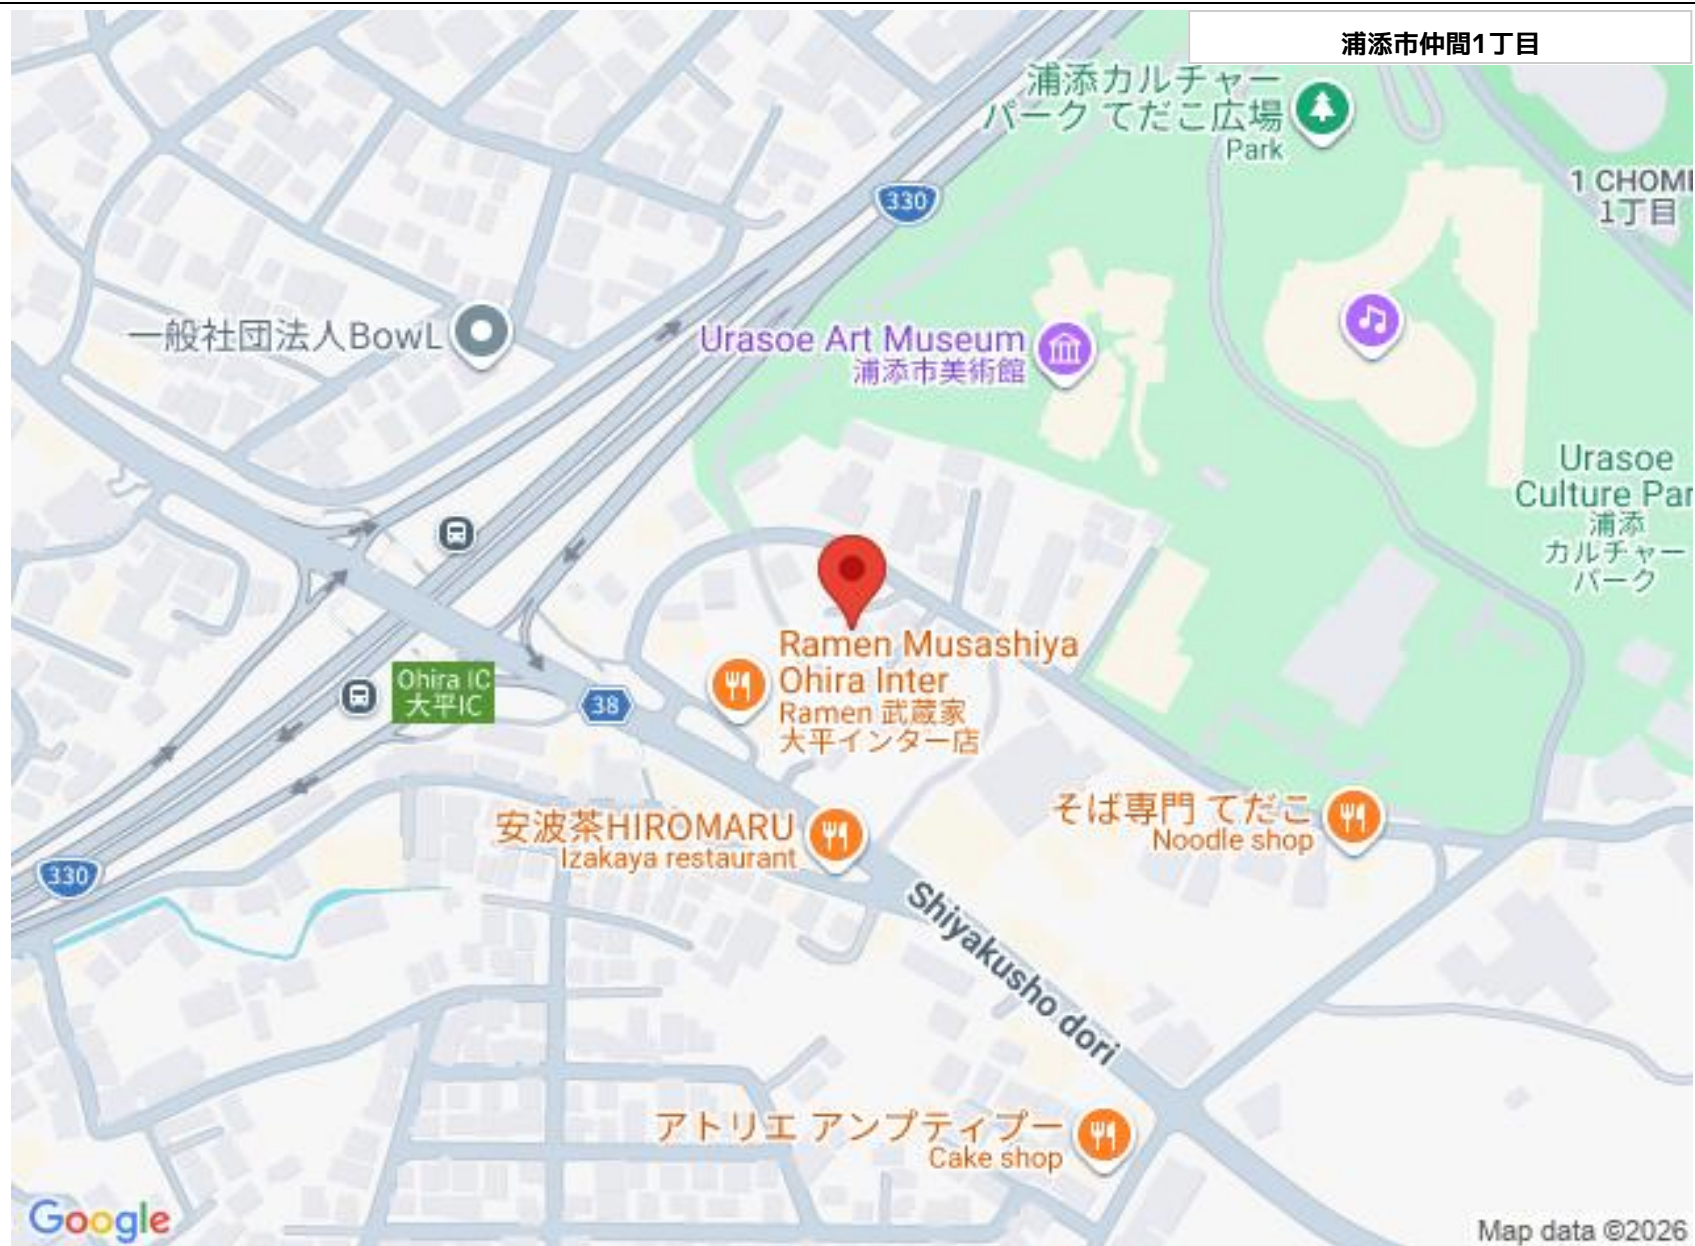 浦添市仲間1丁目
浦添カルチャー
パーク てだこ広場
Park
1 CHOM
1丁目
330
一般社団法人BowL
Urasoe Art Museum
浦添市美術館
Urasoe
Culture Par
浦添
カルチャー
パーク
Ramen Musashiya
Ohira Inter
Ramen 武蔵家
大平インター店
Ohira IC
大平IC
38
そば専門 てだこ
Noodle shop
安波茶HIROMARU
Izakaya restaurant
330
Shiyakusho dori
アトリエ アンプティプー
Cake shop
Google
Map data ©2026